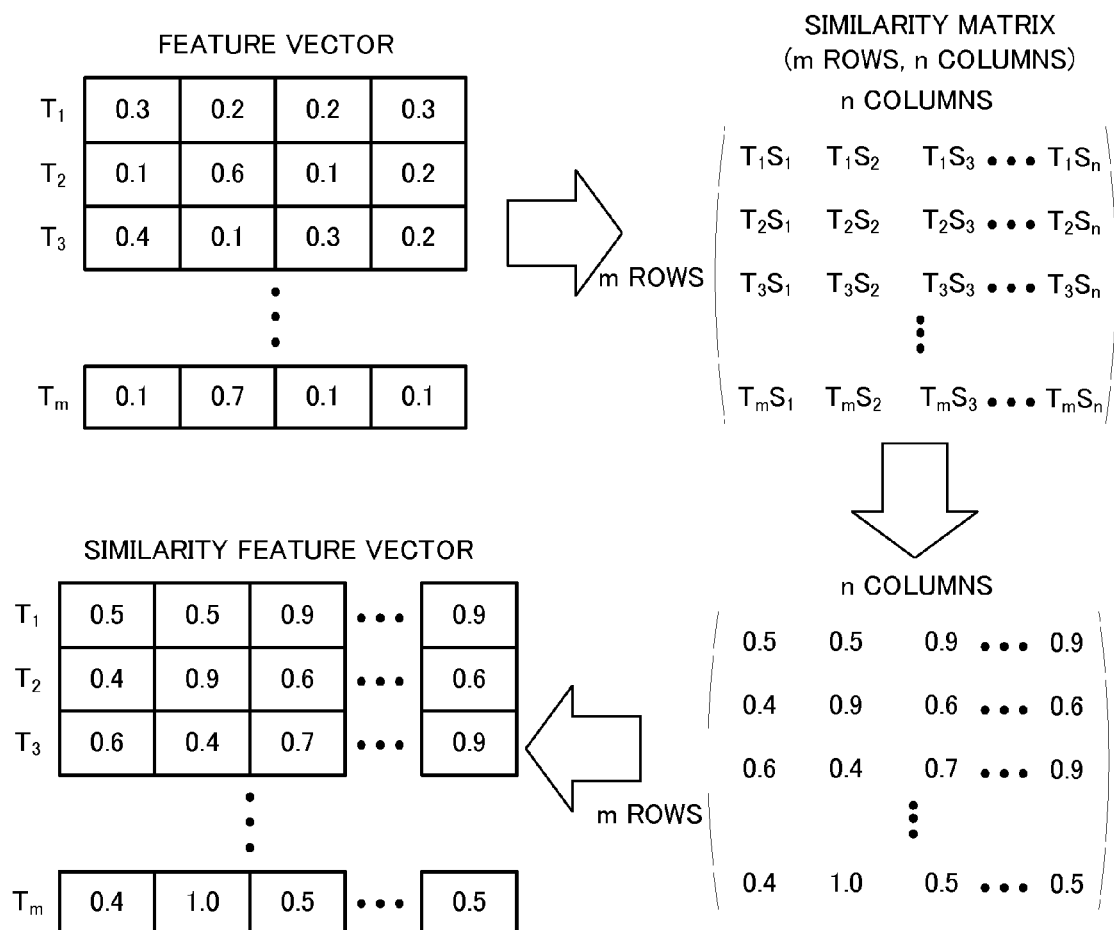 FEATURE VECTOR
T1 0.3 0.2 0.2 0.3
T2 0.1 0.6 0.1 0.2
T3 0.4 0.1 0.3 0.2
Tm 0.1 0.7 0.1 0.1
SIMILARITY MATRIX
(m ROWS, n COLUMNS)
n COLUMNS
m ROWS
T1S1 T1S2 T1S3 ••• T1Sn
T2S1 T2S2 T2S3 ••• T2Sn
T3S1 T3S2 T3S3 ••• T3Sn
TmS1 TmS2 TmS3 ••• TmSn
n COLUMNS
m ROWS
0.5 0.5 0.9 ••• 0.9
0.4 0.9 0.6 ••• 0.6
0.6 0.4 0.7 ••• 0.9
0.4 1.0 0.5 ••• 0.5
SIMILARITY FEATURE VECTOR
T1 0.5 0.5 0.9 ••• 0.9
T2 0.4 0.9 0.6 ••• 0.6
T3 0.6 0.4 0.7 ••• 0.9
Tm 0.4 1.0 0.5 ••• 0.5